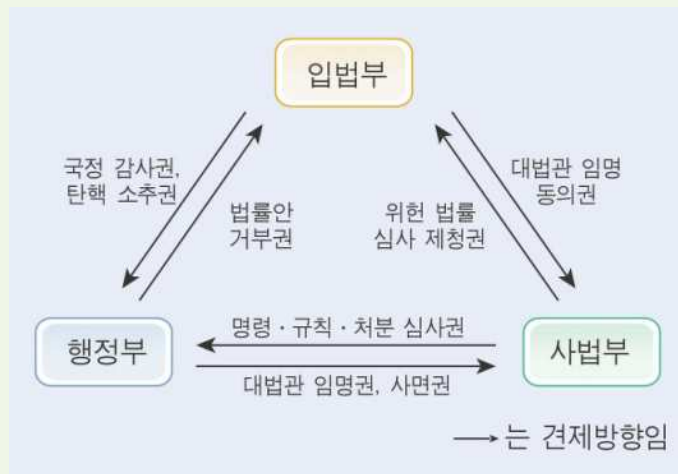 입법부
국정 감사권,
탄핵 소추권
법률안
거부권
위헌 법률
심사 제청권
대법관 임명
동의권
행정부
명령·규칙·처분 심사권
대법관 임명권, 사면권
사법부
→는 견제방향임